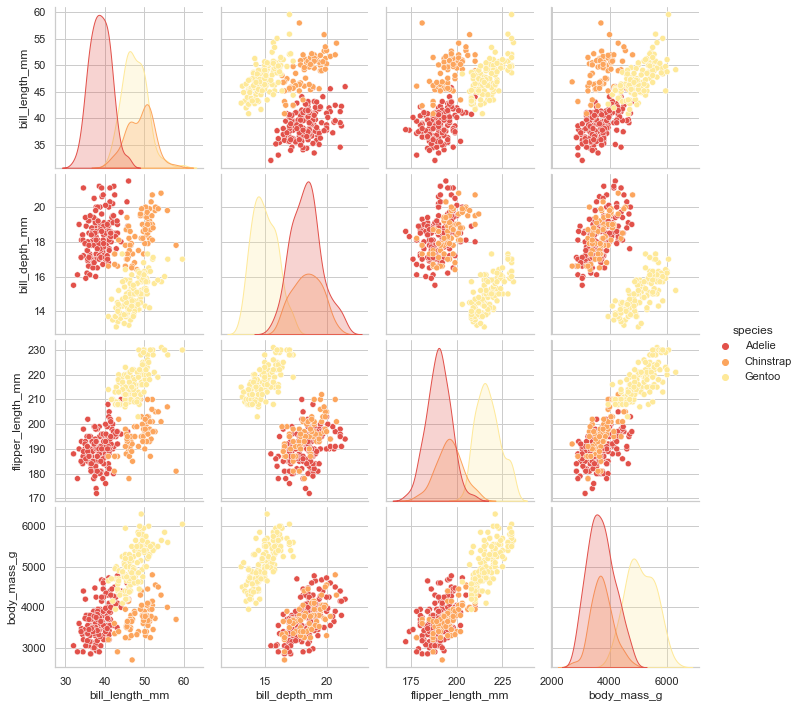 60
55
50
45
40
35
bill_length_mm
20
18
16
14
bill_depth_mm
230
220
210
200
190
180
170
flipper_length_mm
6000
5000
4000
3000
body_mass_g
30 40 50 60
bill_length_mm
15 20
bill_depth_mm
175 200 225
flipper_length_mm
2000 4000 6000
body_mass_g
species
Adelie
Chinstrap
Gentoo